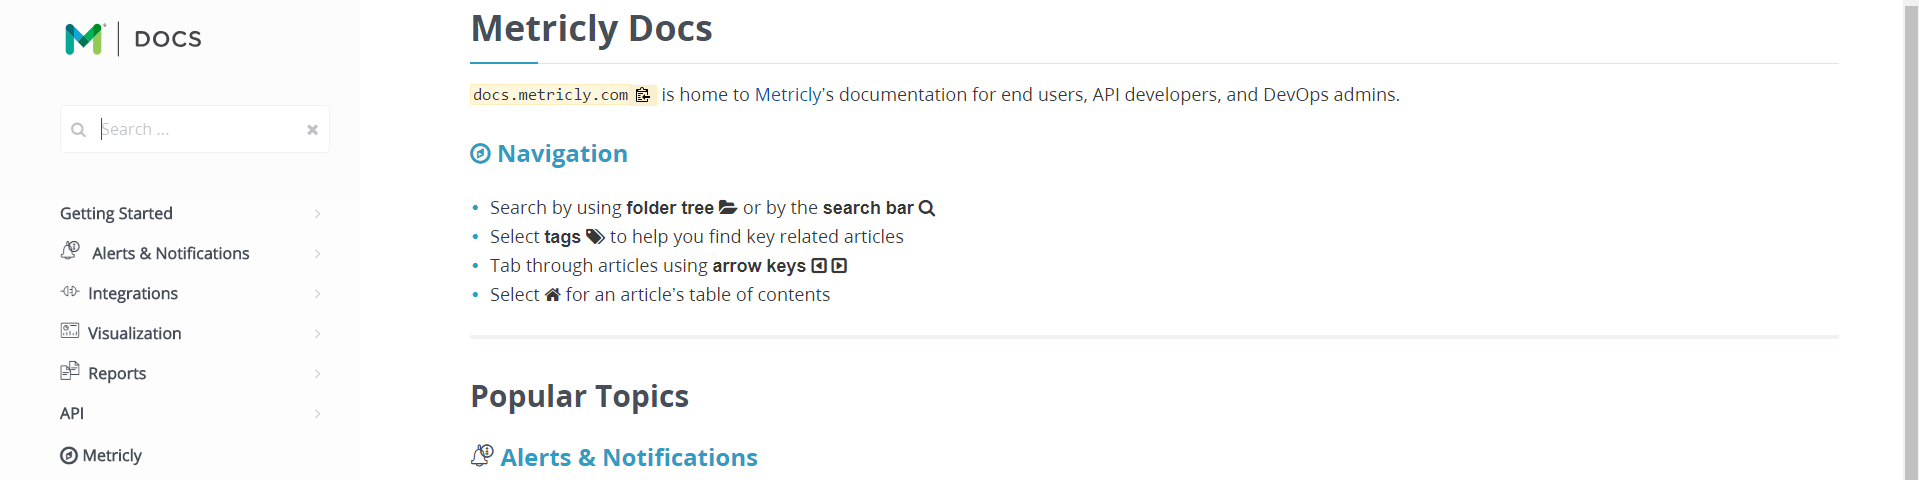 DOCS
Search ...
Getting Started
Alerts & Notifications
Integrations
Visualization
Reports
API
Metricly
Metricly Docs
docs.metricly.com is home to Metricly's documentation for end users, API developers, and DevOps admins.
Navigation
• Search by using folder tree or by the search bar
• Select tags to help you find key related articles
• Tab through articles using arrow keys
• Select for an article's table of contents
Popular Topics
Alerts & Notifications